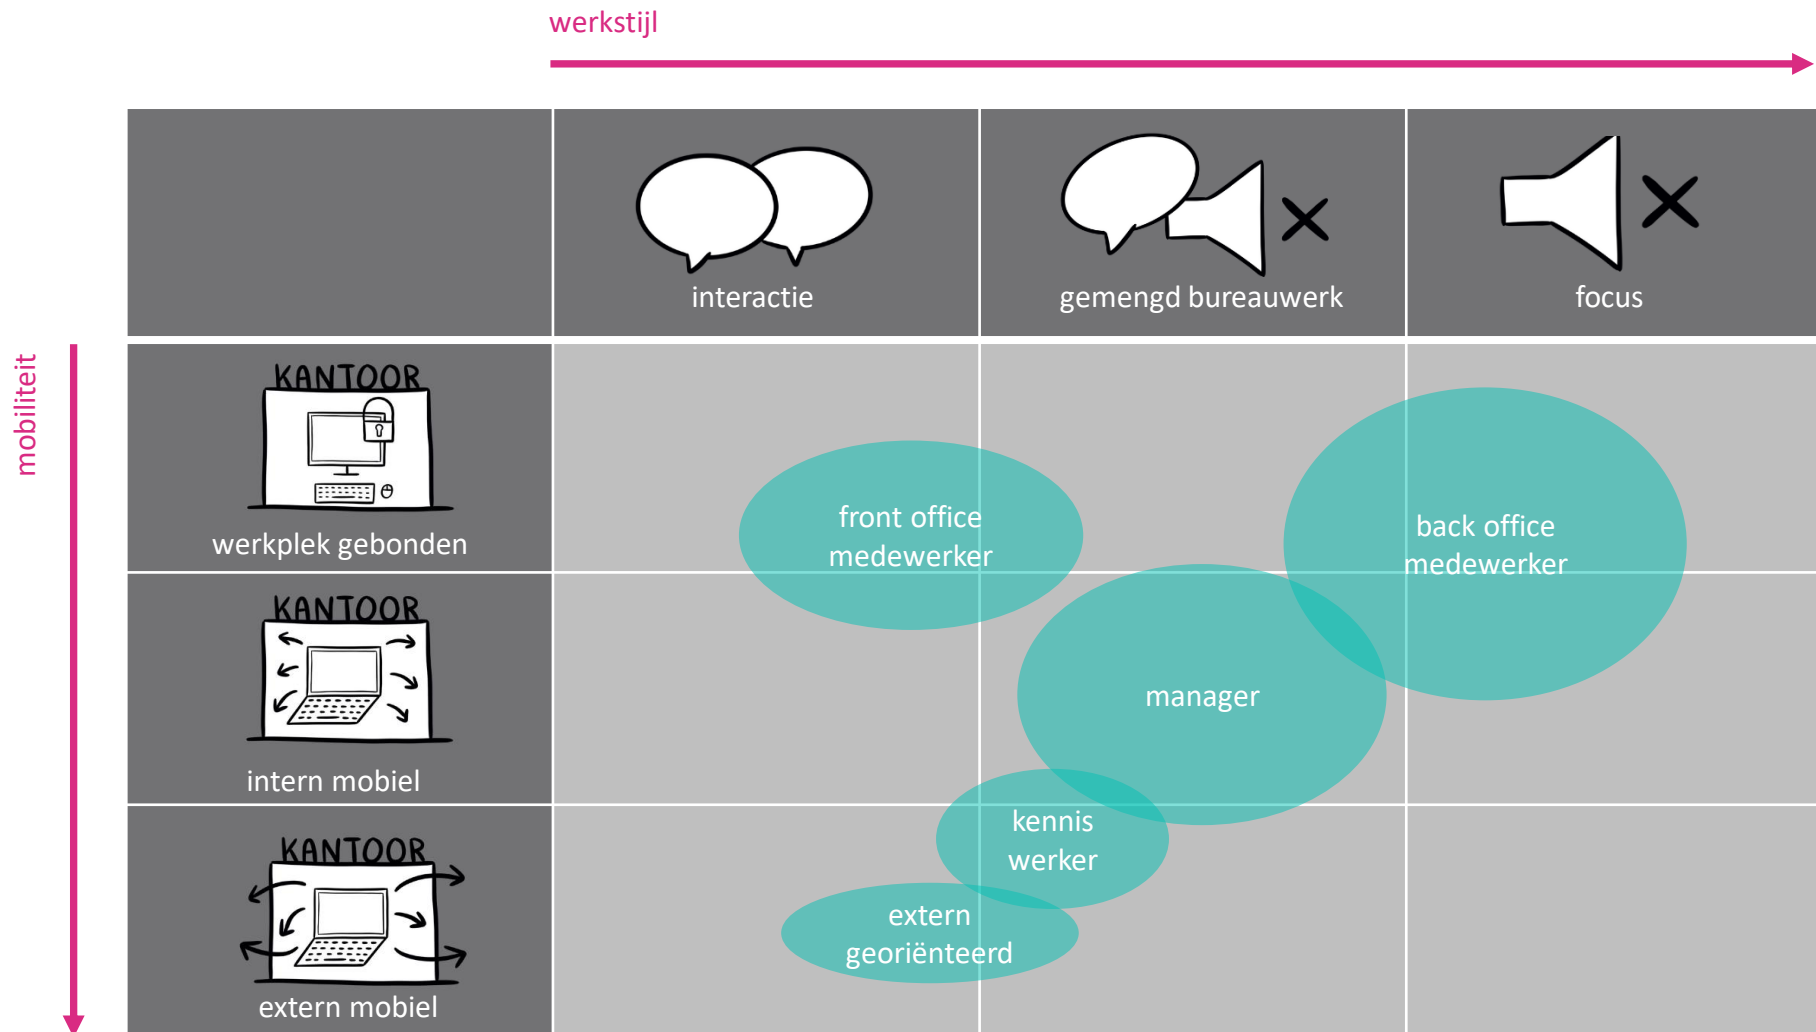 werkstijl
interactie
gemengd bureauwerk
focus
mobiliteit
KANTOOR
werkplek gebonden
front office
medewerker
back office
medewerker
KANTOOR
intern mobiel
manager
KANTOOR
extern mobiel
kennis
werker
extern
georiënteerd